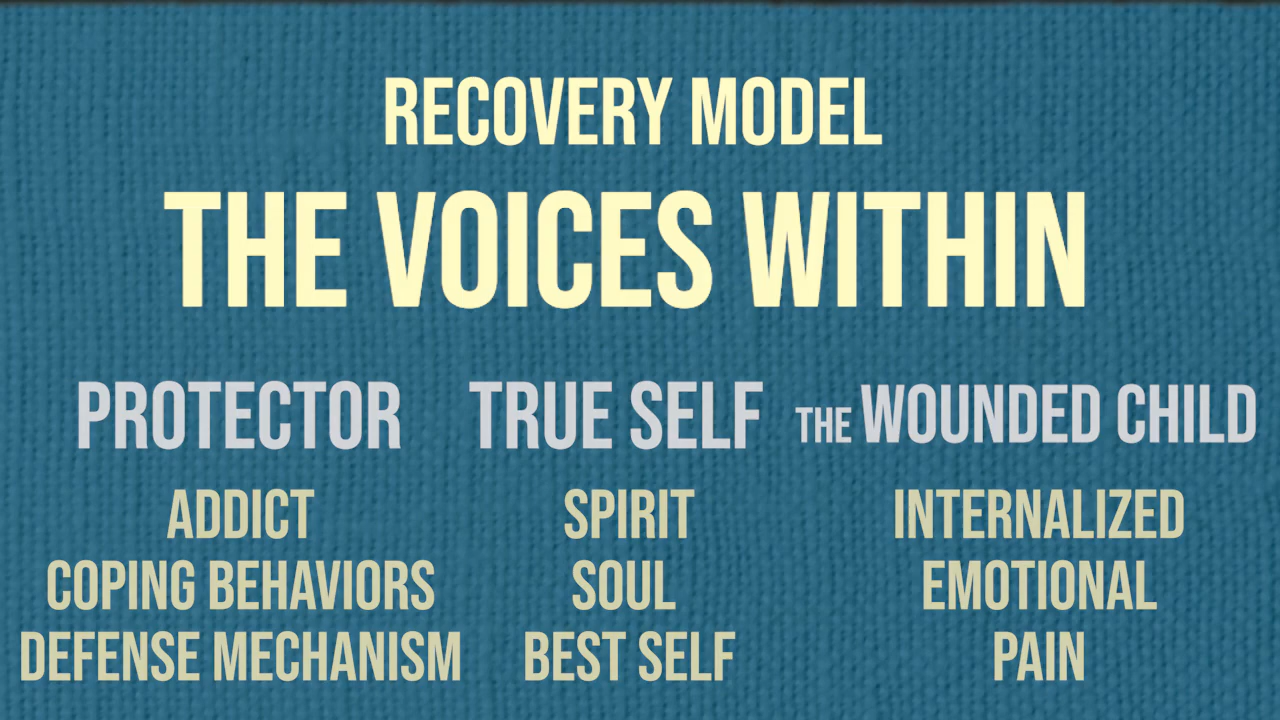 RECOVERY MODEL
THE VOICES WITHIN
PROTECTOR
ADDICT
COPING BEHAVIORS
DEFENSE MECHANISM
TRUE SELF
SPIRIT
SOUL
BEST SELF
THE WOUNDED CHILD
INTERNALIZED
EMOTIONAL
PAIN